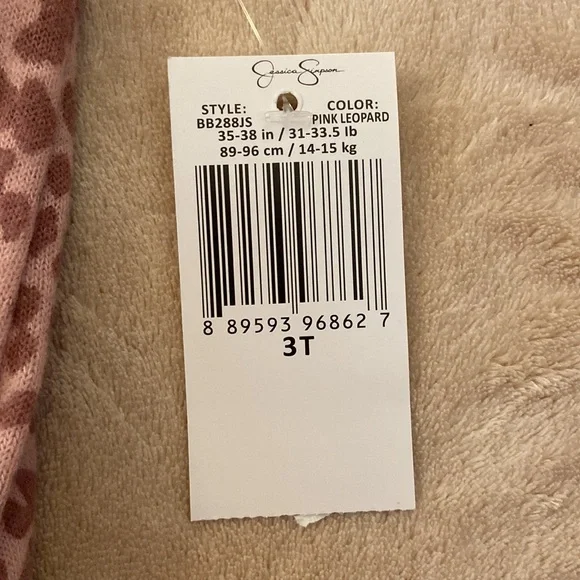 Jessica Simpson
STYLE: COLOR:
BB288JS PINK LEOPARD
35-38 in / 31-33.5 lb
89-96 cm / 14-15 kg
8 89593 96862 7
3T